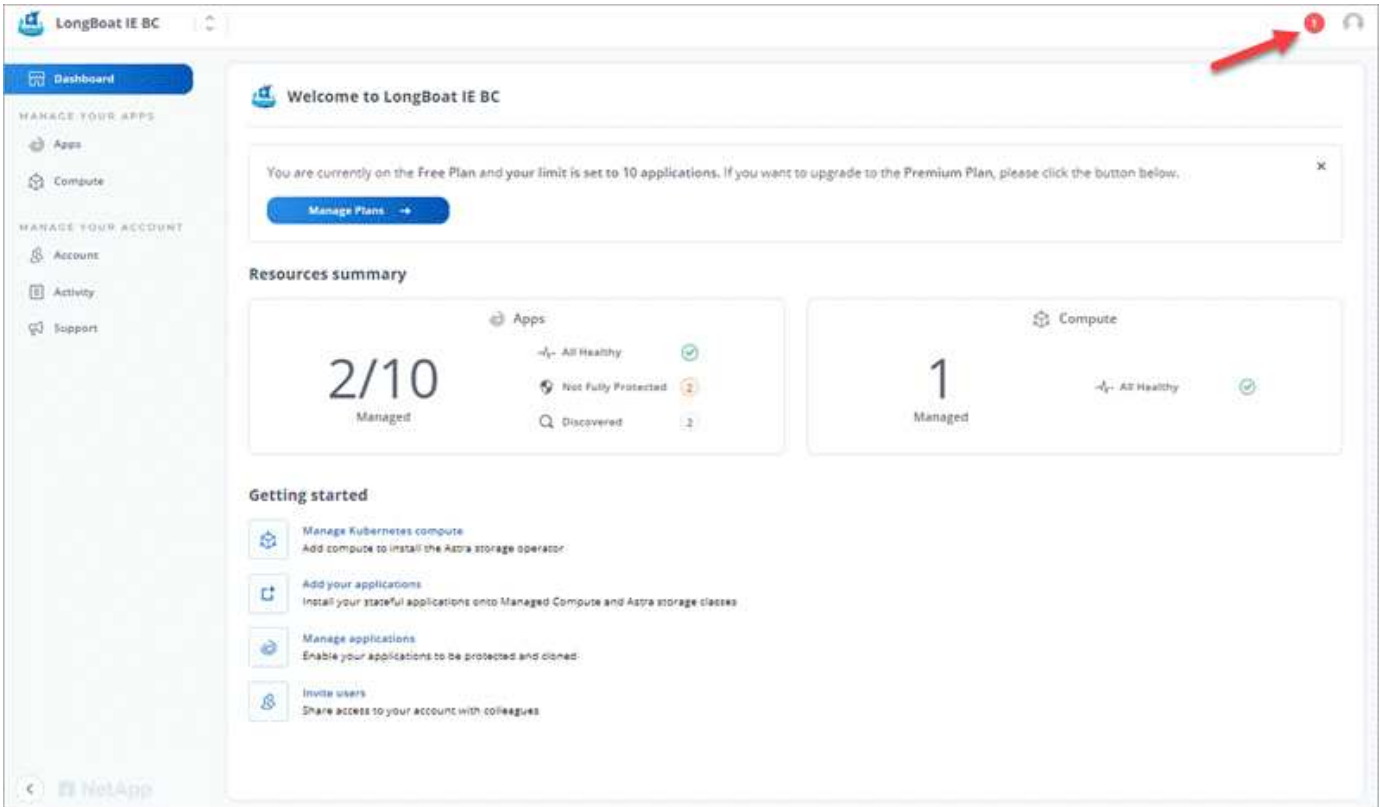 LongBoat IE BC
1
Dashboard
MANAGE YOUR APPS
Apps
Compute
MANAGE YOUR ACCOUNT
Account
Activity
Support
NetApp
Welcome to LongBoat IE BC
You are currently on the Free Plan and your limit is set to 10 applications. If you want to upgrade to the Premium Plan, please click the button below.
Manage Plans →
Resources summary
Apps
2/10
Managed
All Healthy
Not Fully Protected 2
Discovered 2
Compute
1
Managed
All Healthy
Getting started
Manage Kubernetes compute
Add compute to install the Astra storage operator
Add your applications
Install your stateful applications onto Managed Compute and Astra storage classes
Manage applications
Enable your applications to be protected and cloned
Invite users
Share access to your account with colleagues